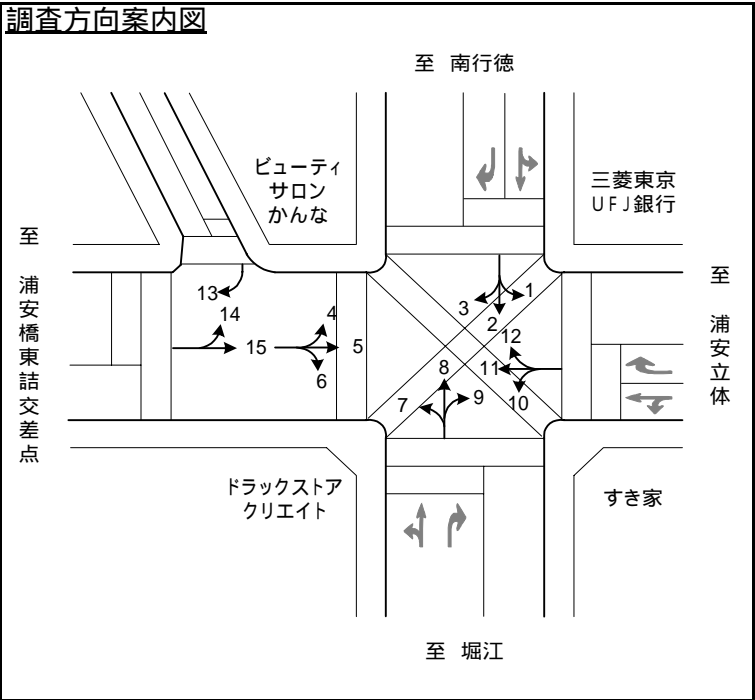 調査方向案内図
至 南行徳
ビューティ
サロン
かんな
三菱東京
UFJ銀行
至 浦安橋東詰交差点
至 浦安立体
13
14
15
4
5
6
3
1
2
12
11
10
8
7
9
ドラックストア
クリエイト
すき家
至 堀江